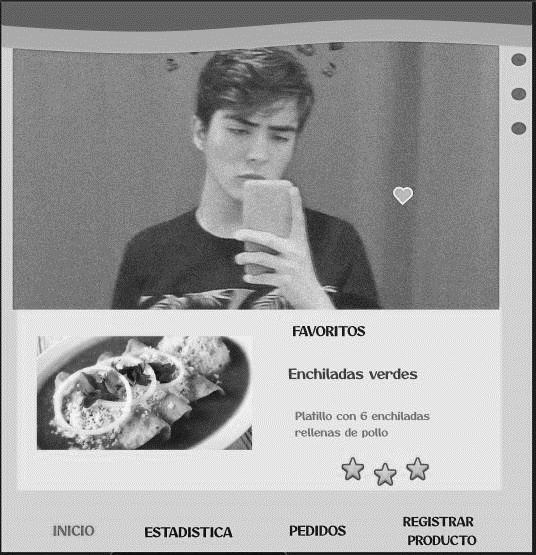 FAVORITOS
Enchiladas verdes
Platillo con 6 enchiladas
rellenas de pollo
INICIO
ESTADISTICA
PEDIDOS
REGISTRAR
PRODUCTO